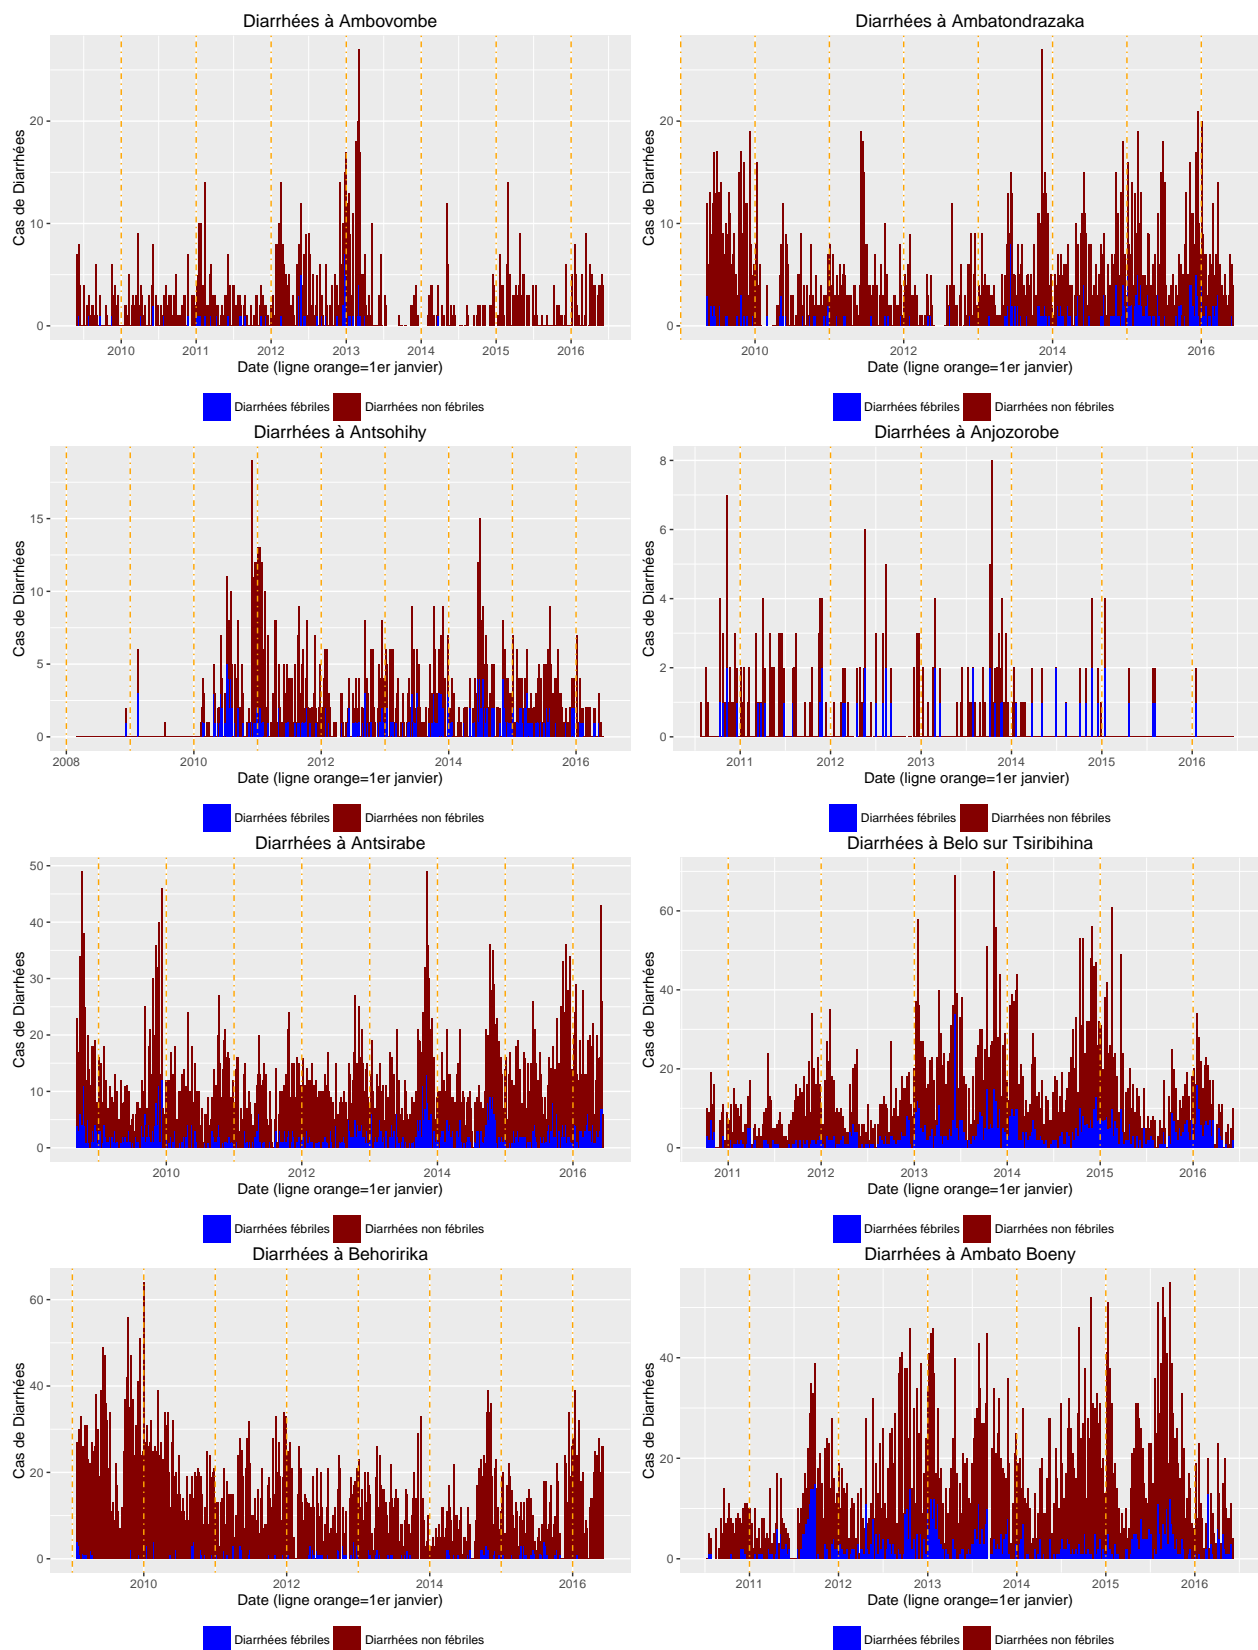 Diarrhées à Ambovombe
Cas de Diarrhées
20
10
0
2010 2011 2012 2013 2014 2015 2016
Date (ligne orange=1er janvier)
Diarrhées fébriles Diarrhées non fébriles
Diarrhées à Ambatondrazaka
Cas de Diarrhées
20
10
0
2010 2012 2014 2016
Date (ligne orange=1er janvier)
Diarrhées fébriles Diarrhées non fébriles
Diarrhées à Antsohihy
Cas de Diarrhées
15
10
5
0
2008 2010 2012 2014 2016
Date (ligne orange=1er janvier)
Diarrhées fébriles Diarrhées non fébriles
Diarrhées à Anjozorobe
Cas de Diarrhées
8
6
4
2
0
2011 2012 2013 2014 2015 2016
Date (ligne orange=1er janvier)
Diarrhées fébriles Diarrhées non fébriles
Diarrhées à Antsirabe
Cas de Diarrhées
50
40
30
20
10
0
2010 2012 2014 2016
Date (ligne orange=1er janvier)
Diarrhées fébriles Diarrhées non fébriles
Diarrhées à Belo sur Tsiribihina
Cas de Diarrhées
60
40
20
0
2011 2012 2013 2014 2015 2016
Date (ligne orange=1er janvier)
Diarrhées fébriles Diarrhées non fébriles
Diarrhées à Behoririka
Cas de Diarrhées
60
40
20
0
2010 2012 2014 2016
Date (ligne orange=1er janvier)
Diarrhées fébriles Diarrhées non fébriles
Diarrhées à Ambato Boeny
Cas de Diarrhées
40
20
0
2011 2012 2013 2014 2015 2016
Date (ligne orange=1er janvier)
Diarrhées fébriles Diarrhées non fébriles